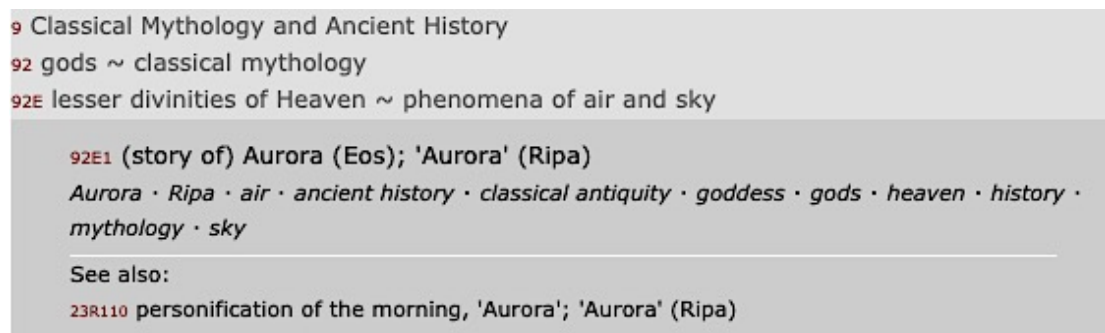 9 Classical Mythology and Ancient History
92 gods ~ classical mythology
92E lesser divinities of Heaven ~ phenomena of air and sky
92E1 (story of) Aurora (Eos); 'Aurora' (Ripa)
Aurora · Ripa · air · ancient history · classical antiquity · goddess · gods · heaven · history ·
mythology · sky
See also:
23R110 personification of the morning, 'Aurora'; 'Aurora' (Ripa)